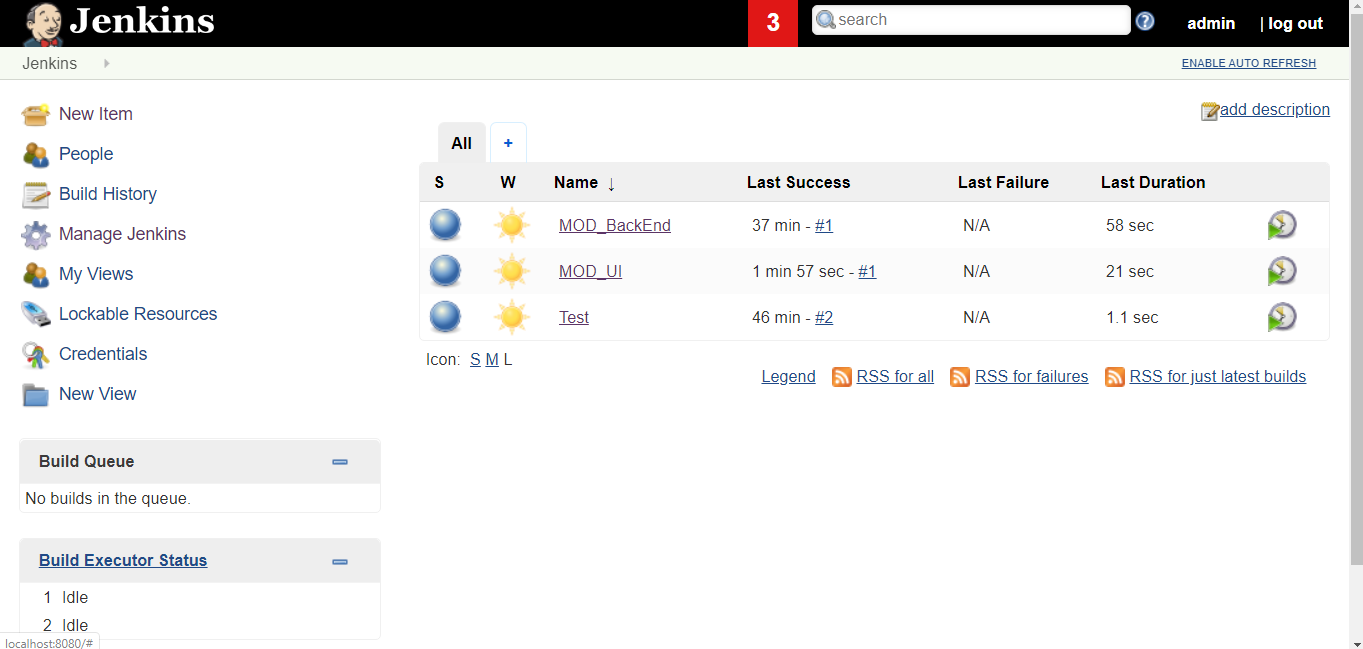 Jenkins
3
search
admin
| log out
Jenkins
ENABLE AUTO REFRESH
New Item
People
Build History
Manage Jenkins
My Views
Lockable Resources
Credentials
New View
add description
All +
S W Name ↓ Last Success Last Failure Last Duration
MOD_BackEnd 37 min - #1 N/A 58 sec
MOD_UI 1 min 57 sec - #1 N/A 21 sec
Test 46 min - #2 N/A 1.1 sec
Icon: S M L
Legend RSS for all RSS for failures RSS for just latest builds
Build Queue
No builds in the queue.
Build Executor Status
1 Idle
2 Idle
localhost:8080/#